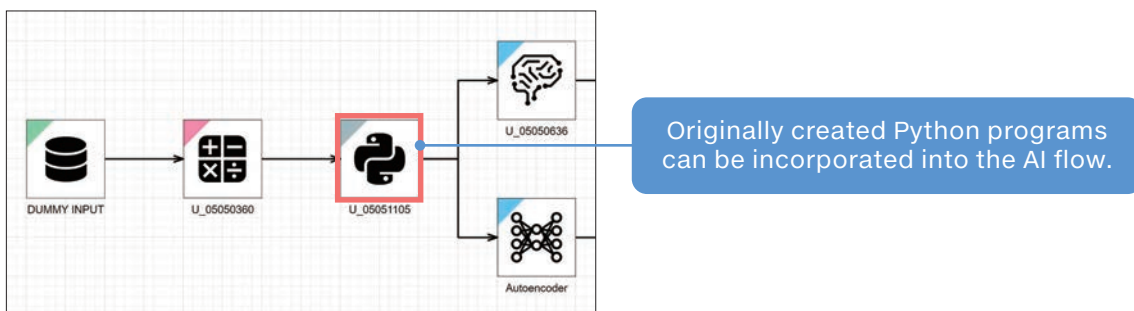 U_05050636
Originally created Python programs
can be incorporated into the AI flow.
DUMMY INPUT
U_05050360
U_05051105
Autoencoder